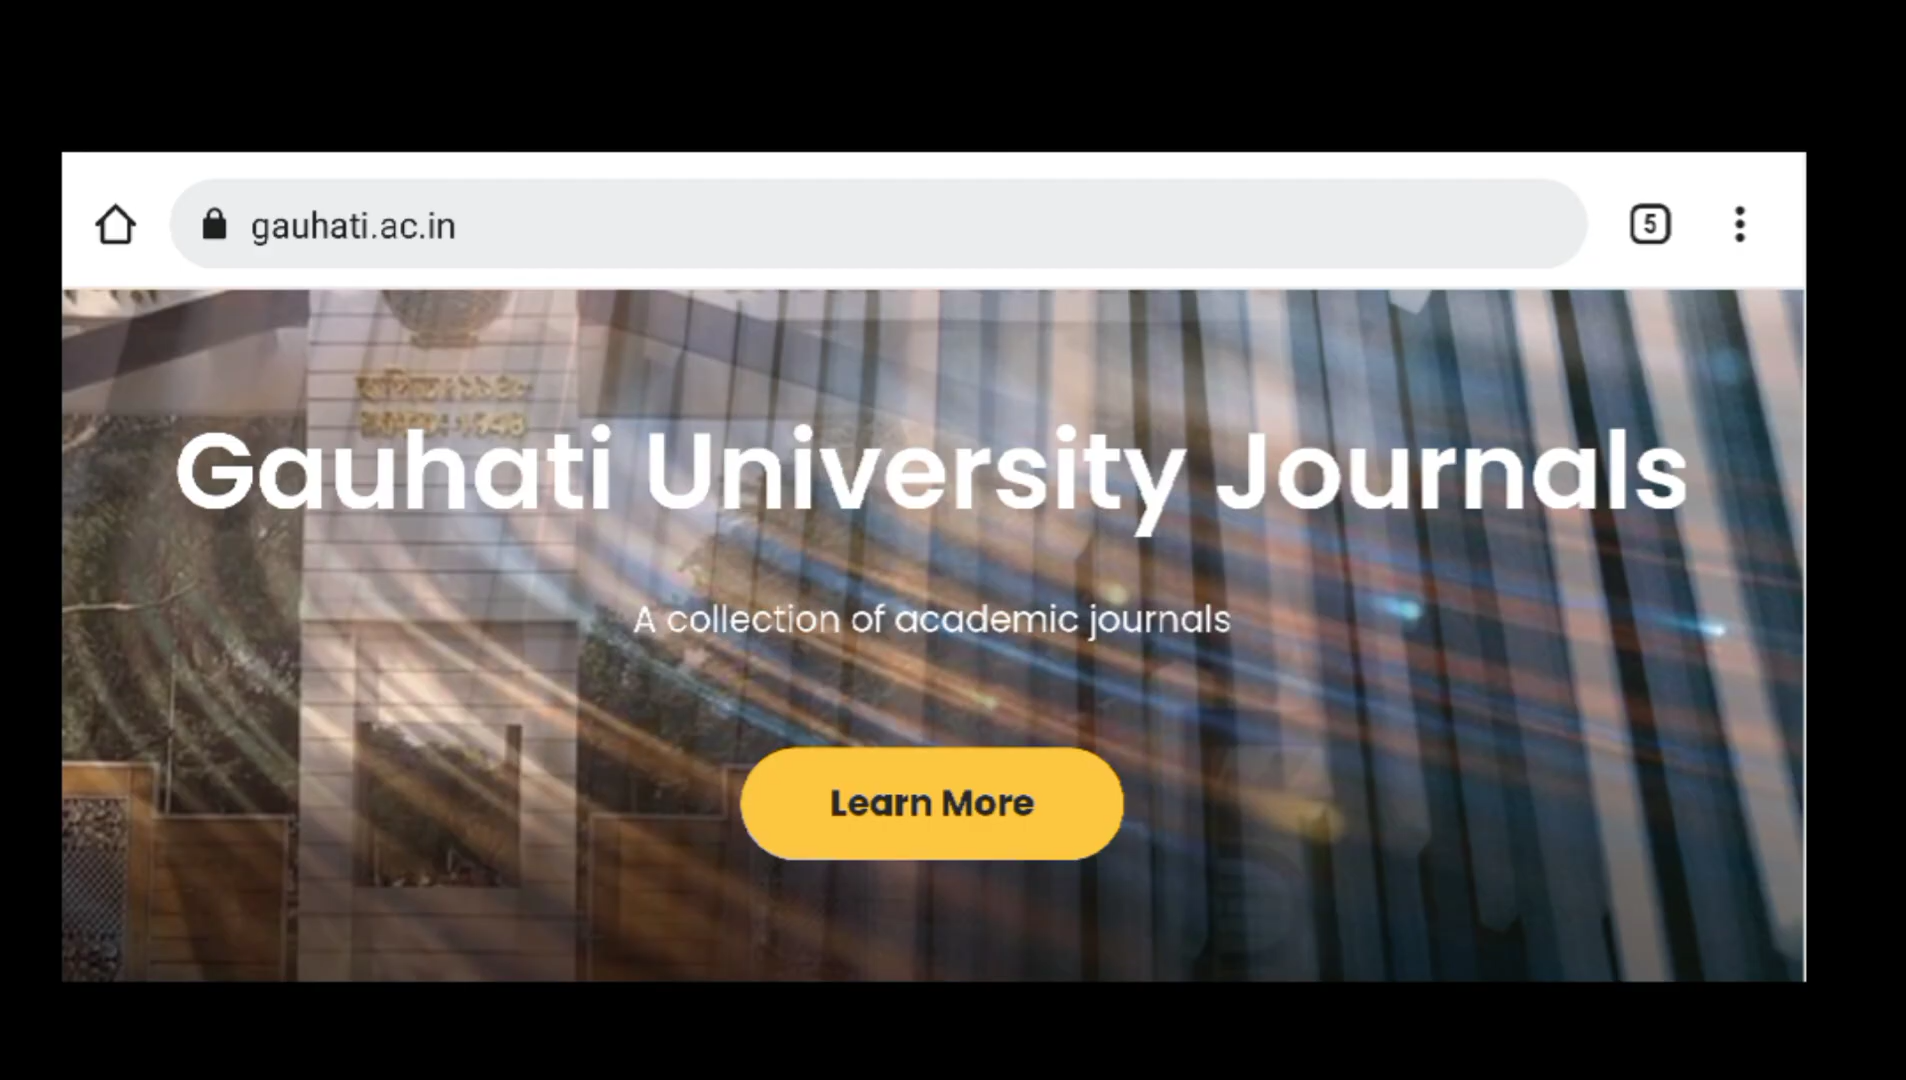 gauhati.ac.in
5
Gauhati University Journals
A collection of academic journals
Learn More